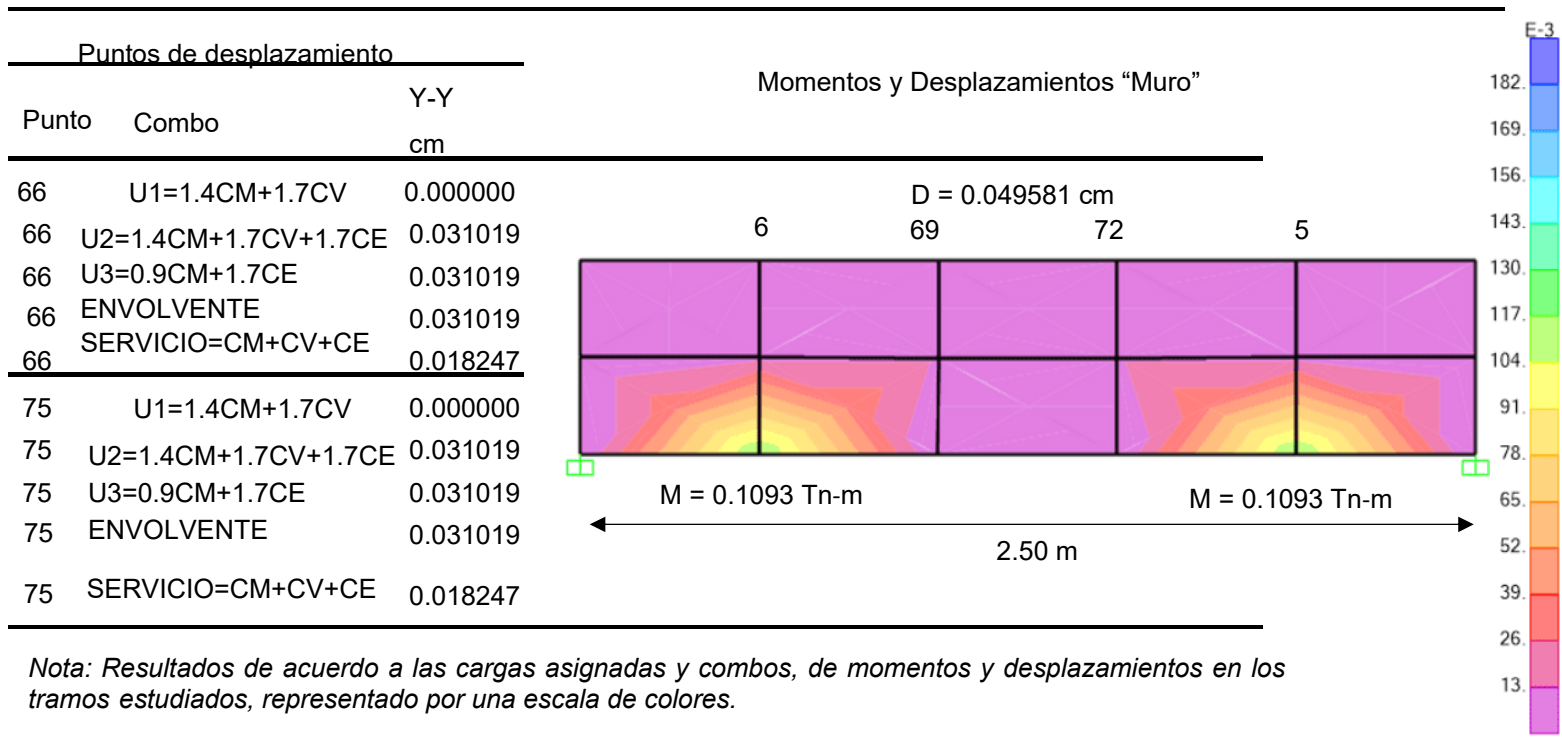 Puntos de desplazamiento
Momentos y Desplazamientos “Muro”
Punto Combo Y-Y
cm
66 U1=1.4CM+1.7CV 0.000000
66 U2=1.4CM+1.7CV+1.7CE 0.031019
66 U3=0.9CM+1.7CE 0.031019
66 ENVOLVENTE 0.031019
66 SERVICIO=CM+CV+CE 0.018247
75 U1=1.4CM+1.7CV 0.000000
75 U2=1.4CM+1.7CV+1.7CE 0.031019
75 U3=0.9CM+1.7CE 0.031019
75 ENVOLVENTE 0.031019
75 SERVICIO=CM+CV+CE 0.018247
D = 0.049581 cm
6 69 72 5
M = 0.1093 Tn-m M = 0.1093 Tn-m
2.50 m
E-3
182.
169.
156.
143.
130.
117.
104.
91.
78.
65.
52.
39.
26.
13.
Nota: Resultados de acuerdo a las cargas asignadas y combos, de momentos y desplazamientos en los
tramos estudiados, representado por una escala de colores.